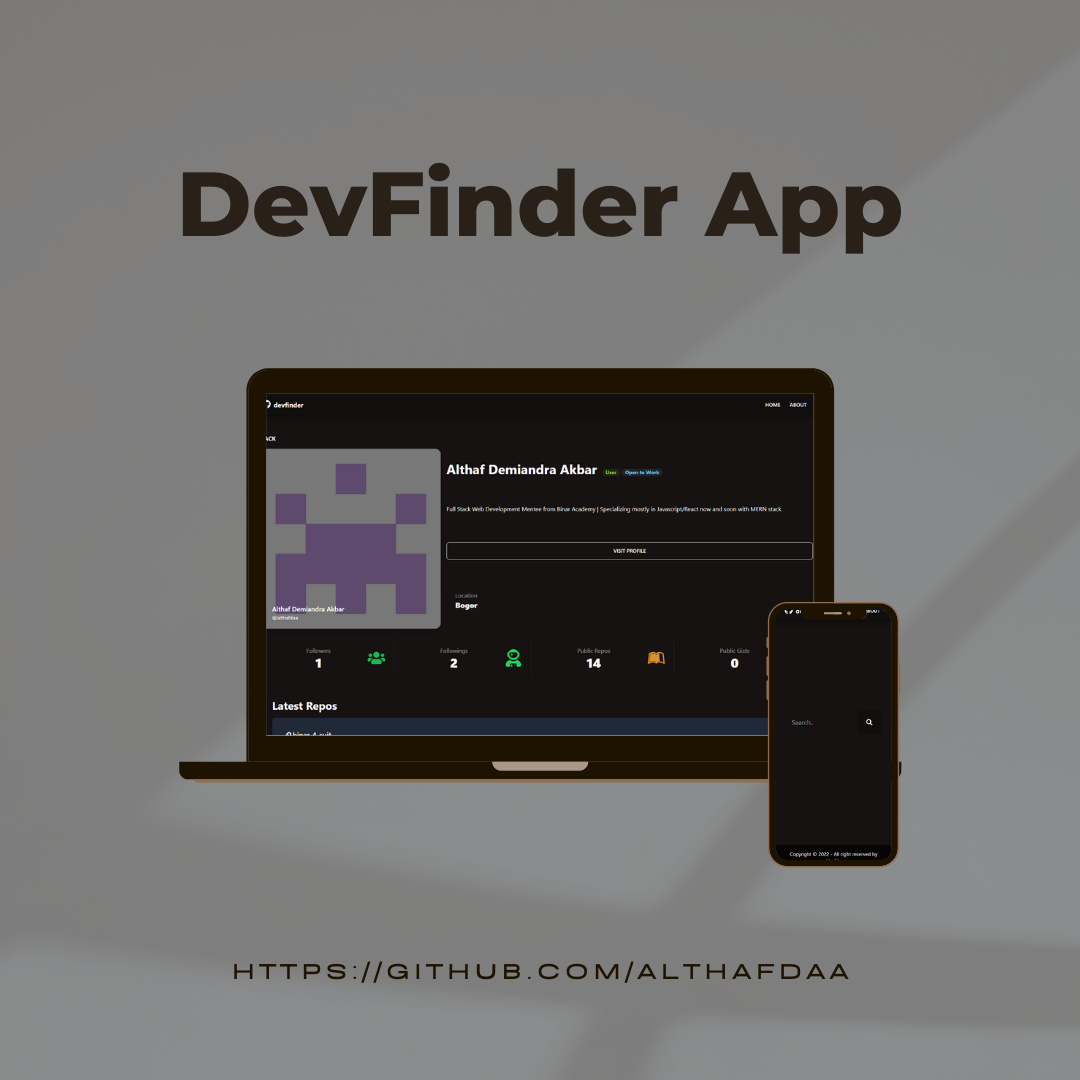 DevFinder App
devfinder
HOME ABOUT
ACK
Althaf Demiandra Akbar User Open to Work
Full Stack Web Development Mentee from Binar Academy | Specializing mostly in Javascript/React now and soon with MERN stack
VISIT PROFILE
Location
Bogor
Althaf Demiandra Akbar
@althafdaa
Followers
1
Followings
2
Public Repos
14
Public Gists
0
Latest Repos
Search..
Copyright © 2022 - All right reserved by
HTTPS://GITHUB.COM/ALTHAFDAA